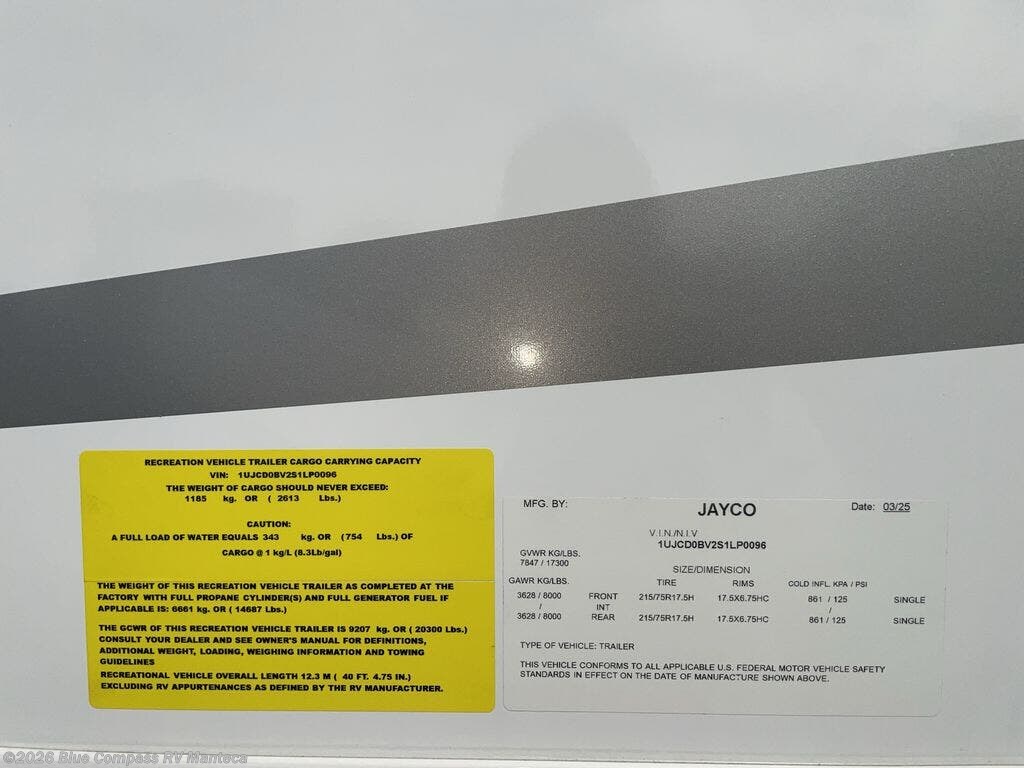 RECREATION VEHICLE TRAILER CARGO CARRYING CAPACITY
VIN: 1UJCD0BV2S1LP0096
THE WEIGHT OF CARGO SHOULD NEVER EXCEED:
1185 kg. OR ( 2613 Lbs.)
CAUTION:
A FULL LOAD OF WATER EQUALS 343 kg. OR (754 Lbs.) OF
CARGO @ 1 kg/L (8.3Lb/gal)
THE WEIGHT OF THIS RECREATION VEHICLE TRAILER AS COMPLETED AT THE
FACTORY WITH FULL PROPANE CYLINDER(S) AND FULL GENERATOR FUEL IF
APPLICABLE IS: 6661 kg. OR ( 14687 Lbs.)
THE GCWR OF THIS RECREATION VEHICLE TRAILER IS 9207 kg. OR ( 20300 Lbs.)
CONSULT YOUR DEALER AND SEE OWNER'S MANUAL FOR DEFINITIONS,
ADDITIONAL WEIGHT, LOADING, WEIGHING INFORMATION AND TOWING
GUIDELINES
RECREATIONAL VEHICLE OVERALL LENGTH 12.3 M ( 40 FT. 4.75 IN.)
EXCLUDING RV APPURTENANCES AS DEFINED BY THE RV MANUFACTURER.
MFG. BY: JAYCO Date: 03/25
V.I.N./N.I.V
1UJCD0BV2S1LP0096
GVWR KG/LBS.
7847 / 17300
SIZE/DIMENSION
GAWR KG/LBS. TIRE RIMS COLD INFL. KPA / PSI
3628 / 8000 FRONT 215/75R17.5H 17.5X6.75HC 861 / 125 SINGLE
/ INT /
3628 / 8000 REAR 215/75R17.5H 17.5X6.75HC 861 / 125 SINGLE
TYPE OF VEHICLE: TRAILER
THIS VEHICLE CONFORMS TO ALL APPLICABLE U.S. FEDERAL MOTOR VEHICLE SAFETY
STANDARDS IN EFFECT ON THE DATE OF MANUFACTURE SHOWN ABOVE.
©2026 Blue Compass RV Manteca